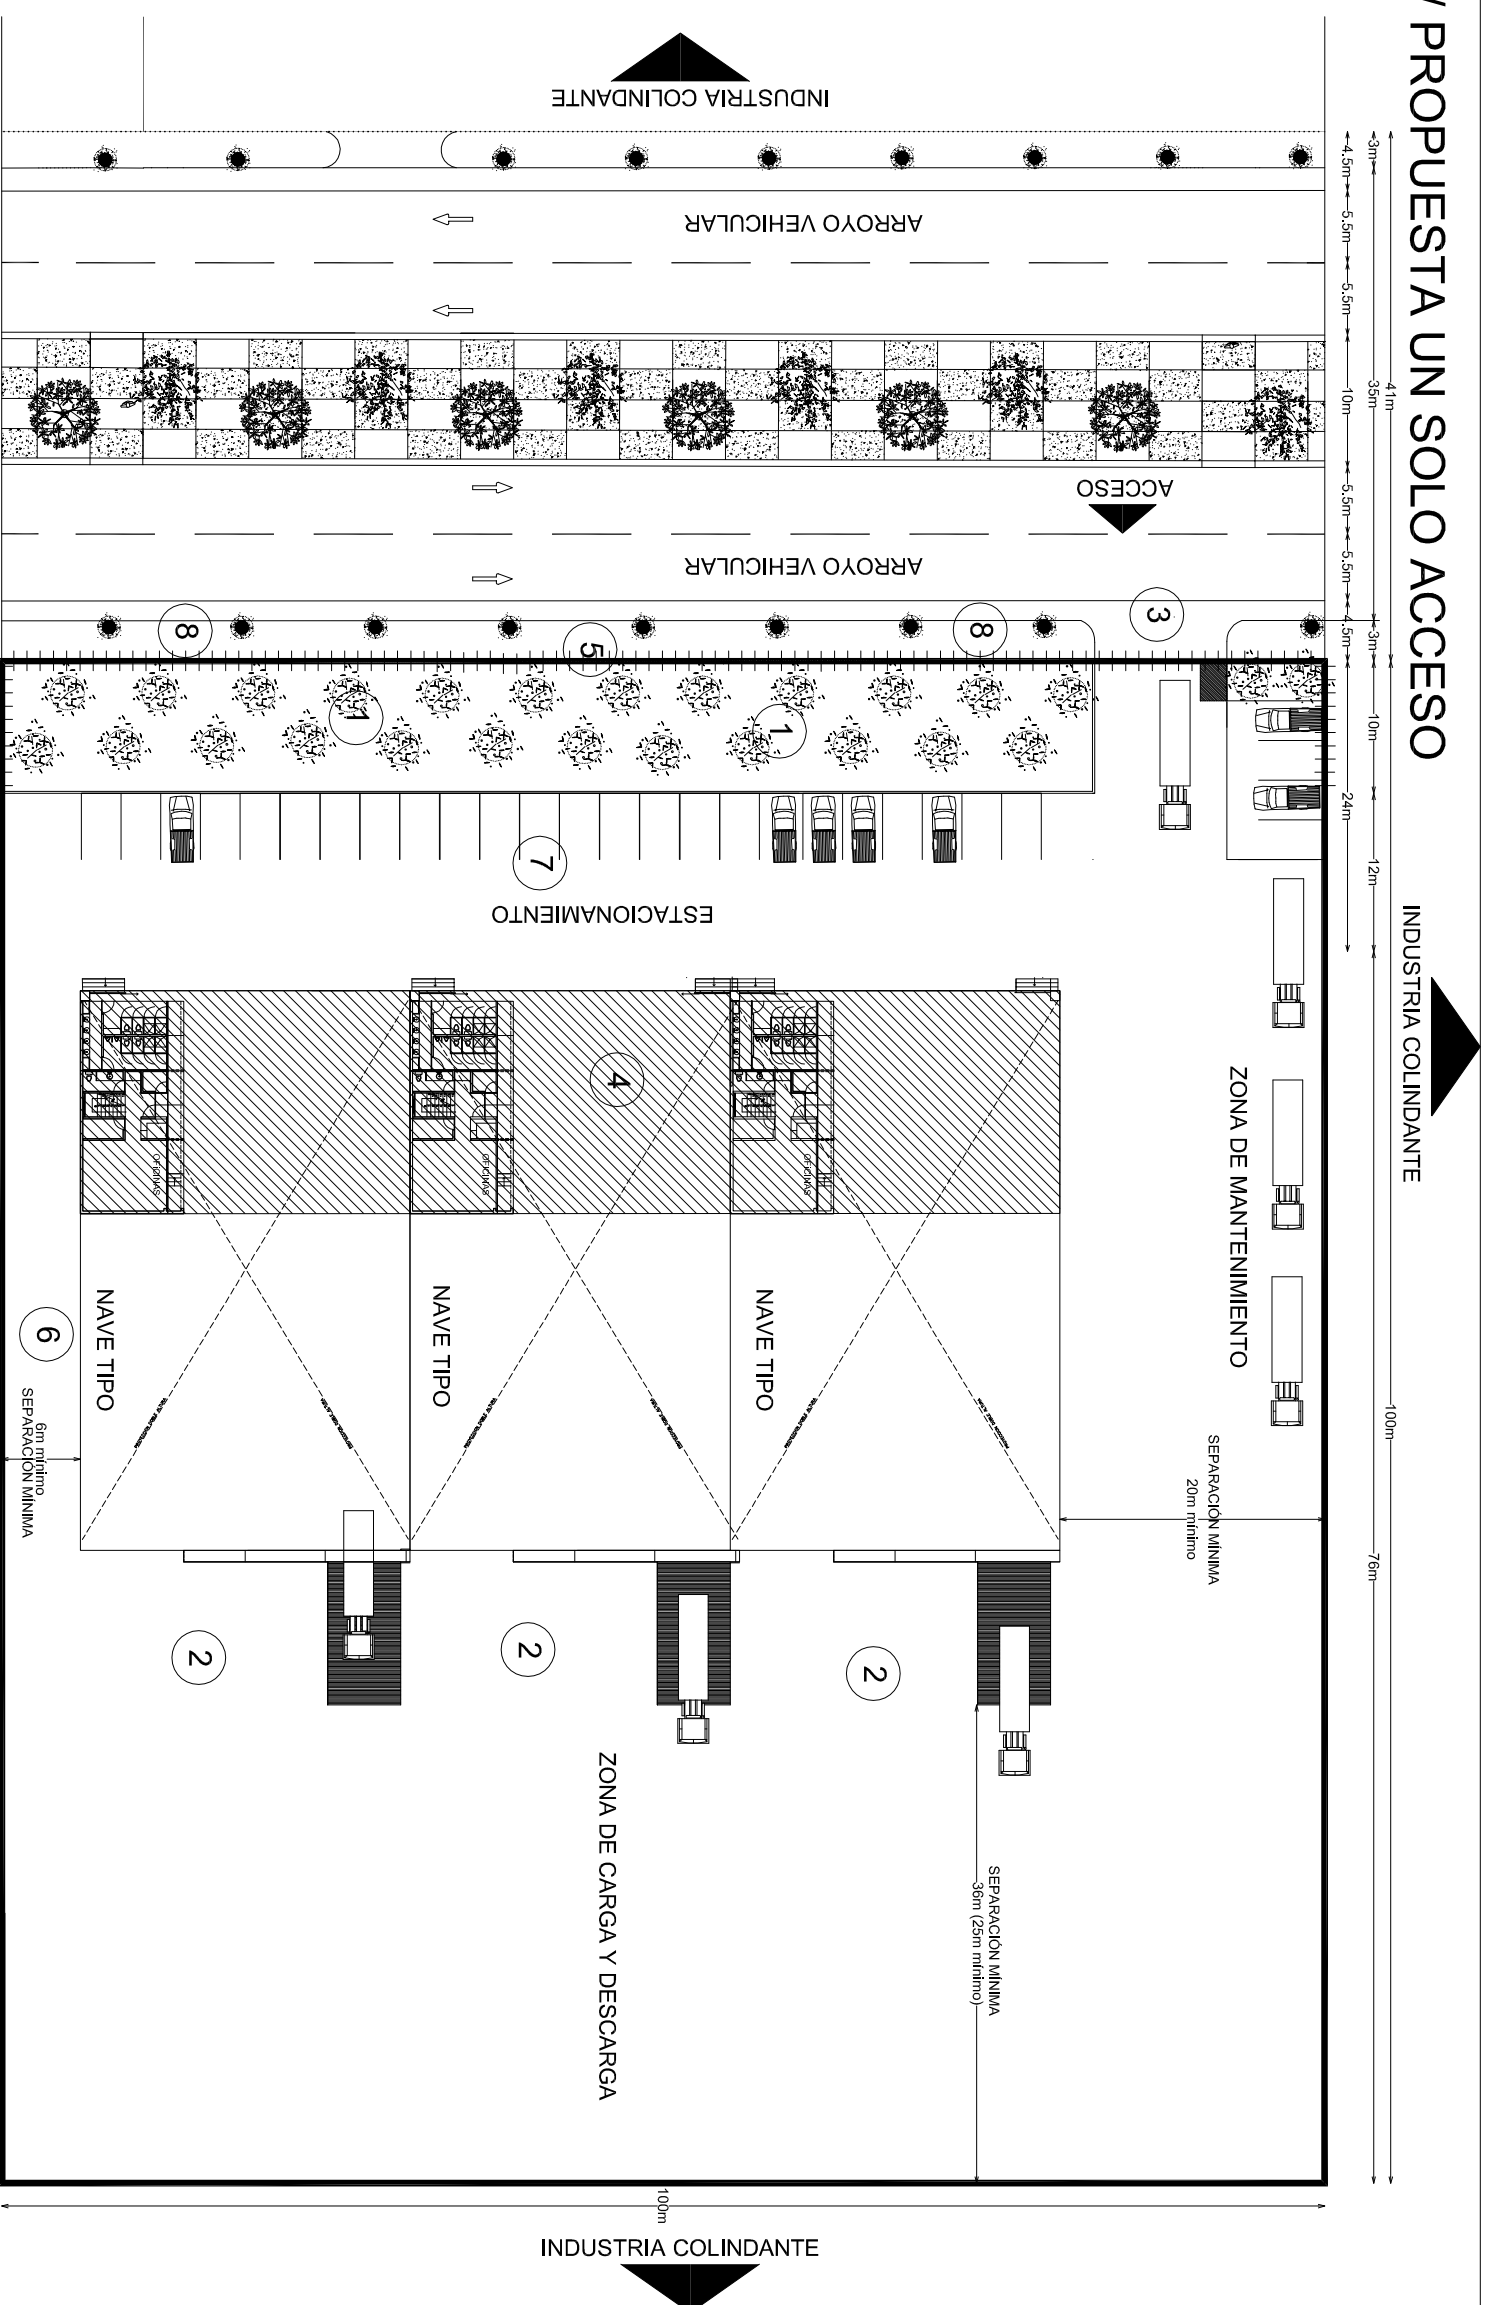 / PROPUESTA UN SOLO ACCESO
INDUSTRIA COLINDANTE
INDUSTRIA COLINDANTE
41m
3m
35m
3m
100m
4.5m
5.5m
5.5m
10m
5.5m
5.5m
4.5m
10m
12m
24m
76m
ARROYO VEHICULAR
ACCESO
ARROYO VEHICULAR
3
8
5
8
1
1
7
ESTACIONAMIENTO
ZONA DE MANTENIMIENTO
4
OFICINAS
OFICINAS
OFICINAS
NAVE TIPO
NAVE TIPO
NAVE TIPO
6
6m mínimo
SEPARACIÓN MÍNIMA
SEPARACIÓN MÍNIMA
20m mínimo
2
2
2
ZONA DE CARGA Y DESCARGA
SEPARACIÓN MÍNIMA
36m (25m mínimo)
100m
INDUSTRIA COLINDANTE